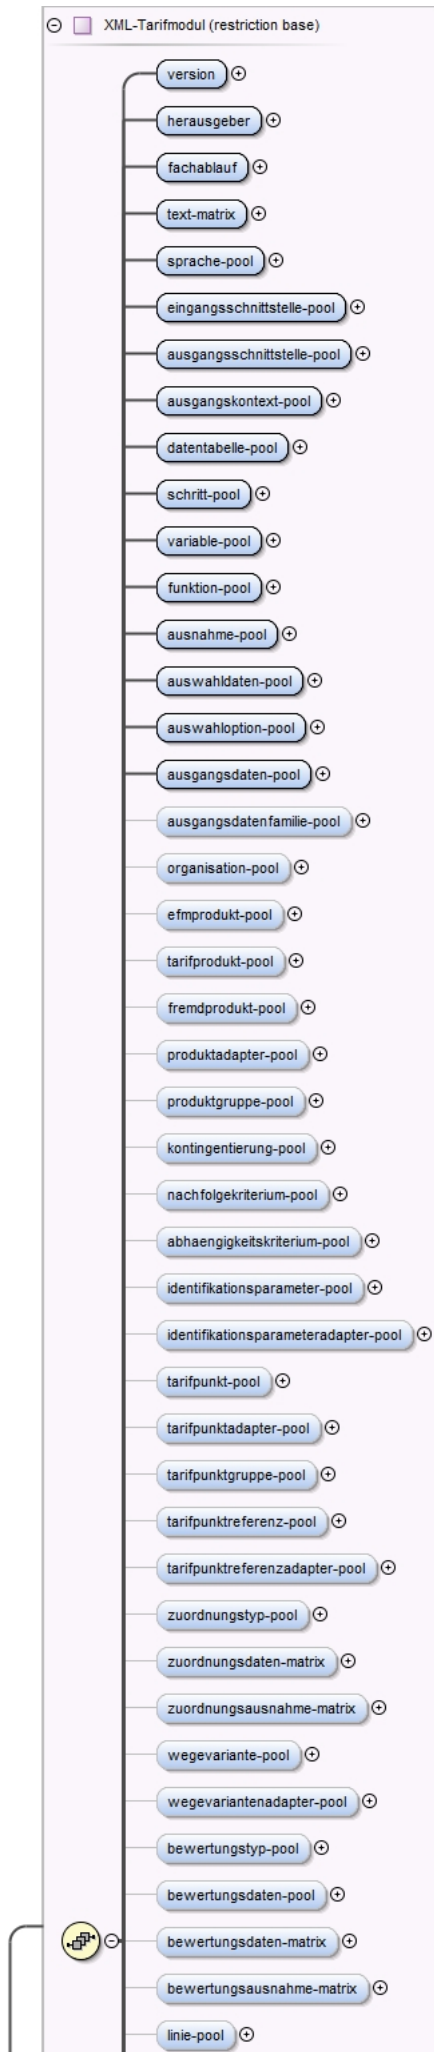 XML-Tarifmodul (restriction base)
version
herausgeber
fachablauf
text-matrix
sprache-pool
eingangsschnittstelle-pool
ausgangsschnittstelle-pool
ausgangskontext-pool
datentabelle-pool
schritt-pool
variable-pool
funktion-pool
ausnahme-pool
auswahldaten-pool
auswahloption-pool
ausgangsdaten-pool
ausgangsdatenfamilie-pool
organisation-pool
efmprodukt-pool
tarifprodukt-pool
fremdprodukt-pool
produktadapter-pool
produktgruppe-pool
kontingentierung-pool
nachfolgekriterium-pool
abhaengigkeitskriterium-pool
identifikationsparameter-pool
identifikationsparameteradapter-pool
tarifpunkt-pool
tarifpunktadapter-pool
tarifpunktgruppe-pool
tarifpunktreferenz-pool
tarifpunktreferenzadapter-pool
zuordnungstyp-pool
zuordnungsdaten-matrix
zuordnungsausnahme-matrix
wegevariante-pool
wegevariantenadapter-pool
bewertungstyp-pool
bewertungsdaten-pool
bewertungsdaten-matrix
bewertungsausnahme-matrix
linie-pool